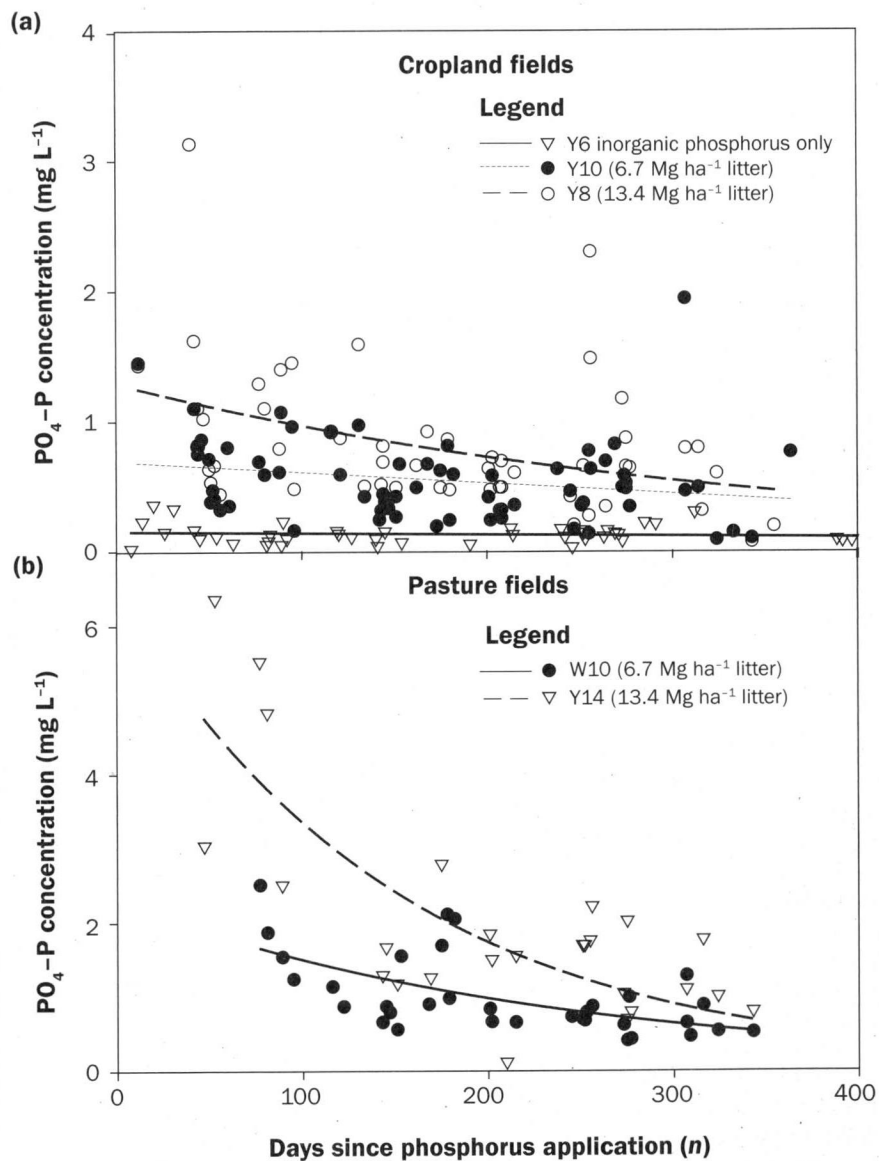 (a)
4
3
2
1
0
PO₄–P concentration (mg L⁻¹)
Cropland fields
Legend
Y6 inorganic phosphorus only
Y10 (6.7 Mg ha⁻¹ litter)
Y8 (13.4 Mg ha⁻¹ litter)
(b)
6
4
2
0
PO₄–P concentration (mg L⁻¹)
Pasture fields
Legend
W10 (6.7 Mg ha⁻¹ litter)
Y14 (13.4 Mg ha⁻¹ litter)
0 100 200 300 400
Days since phosphorus application (n)